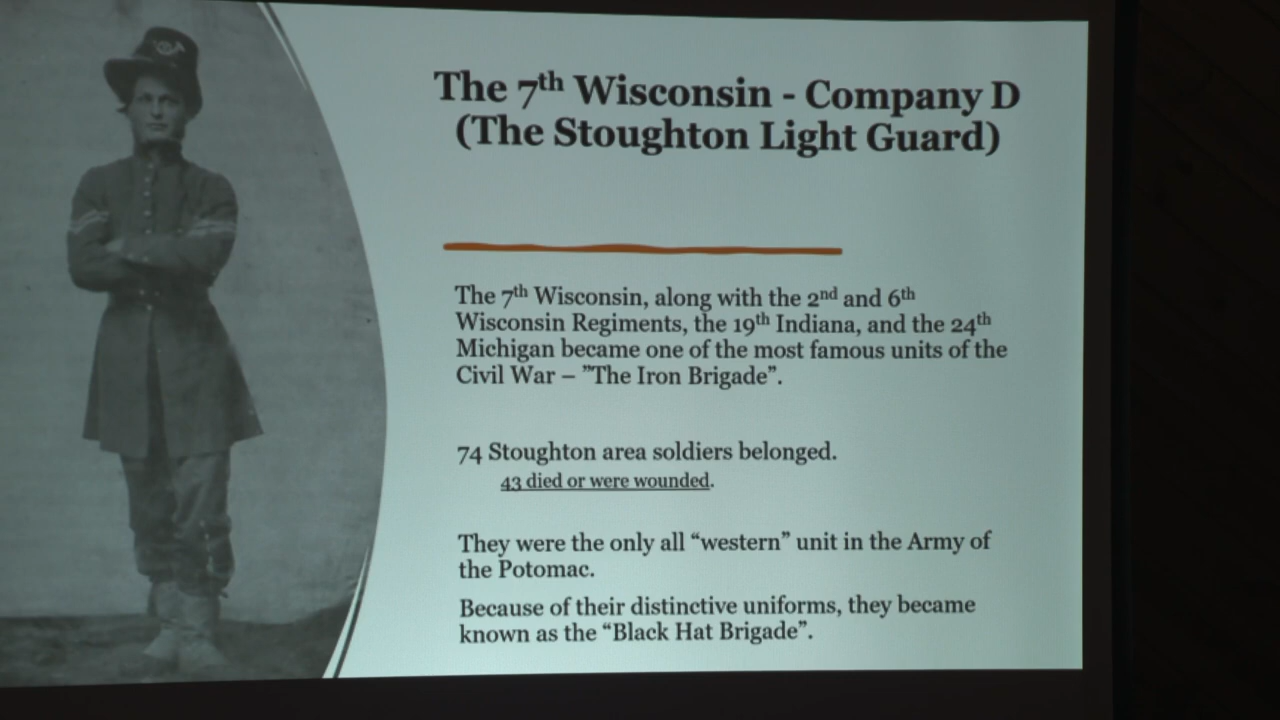 The 7th Wisconsin - Company D
(The Stoughton Light Guard)
The 7th Wisconsin, along with the 2nd and 6th
Wisconsin Regiments, the 19th Indiana, and the 24th
Michigan became one of the most famous units of the
Civil War – ”The Iron Brigade”.
74 Stoughton area soldiers belonged.
43 died or were wounded.
They were the only all “western” unit in the Army of
the Potomac.
Because of their distinctive uniforms, they became
known as the “Black Hat Brigade”.